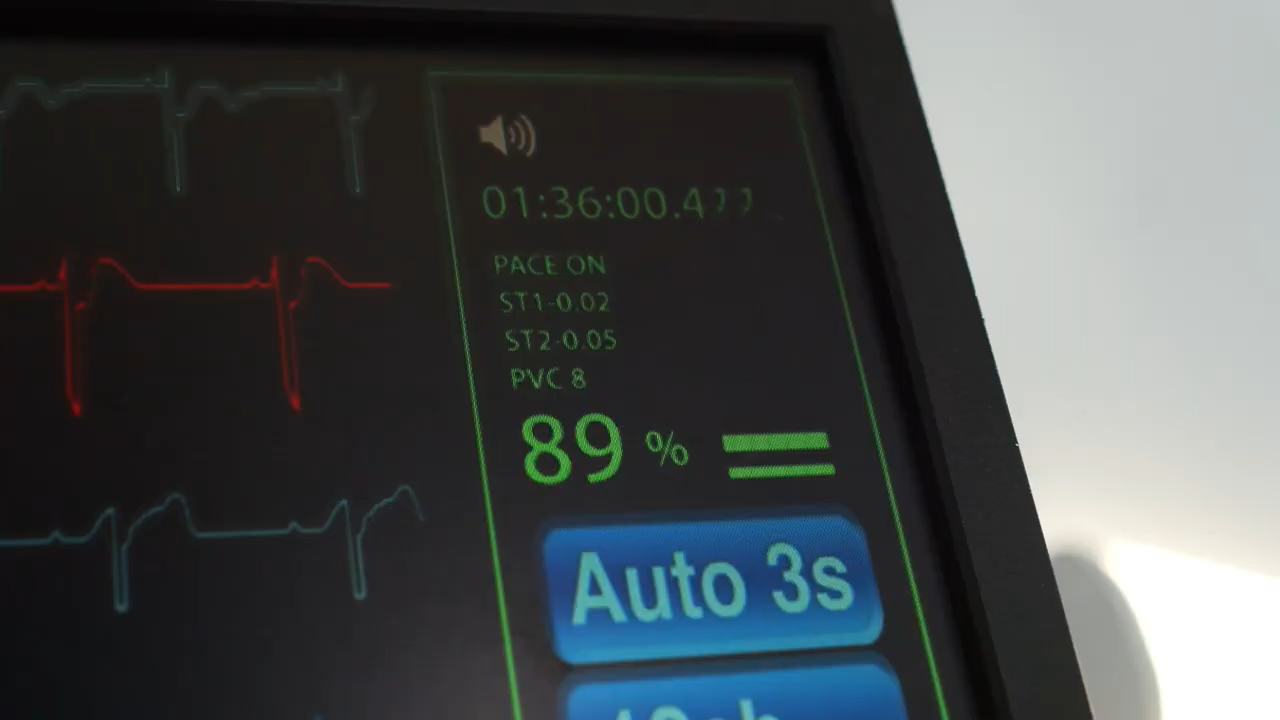 01:36:00.4
PACE ON
ST1-0.02
ST2-0.05
PVC 8
89 %
Auto 3s